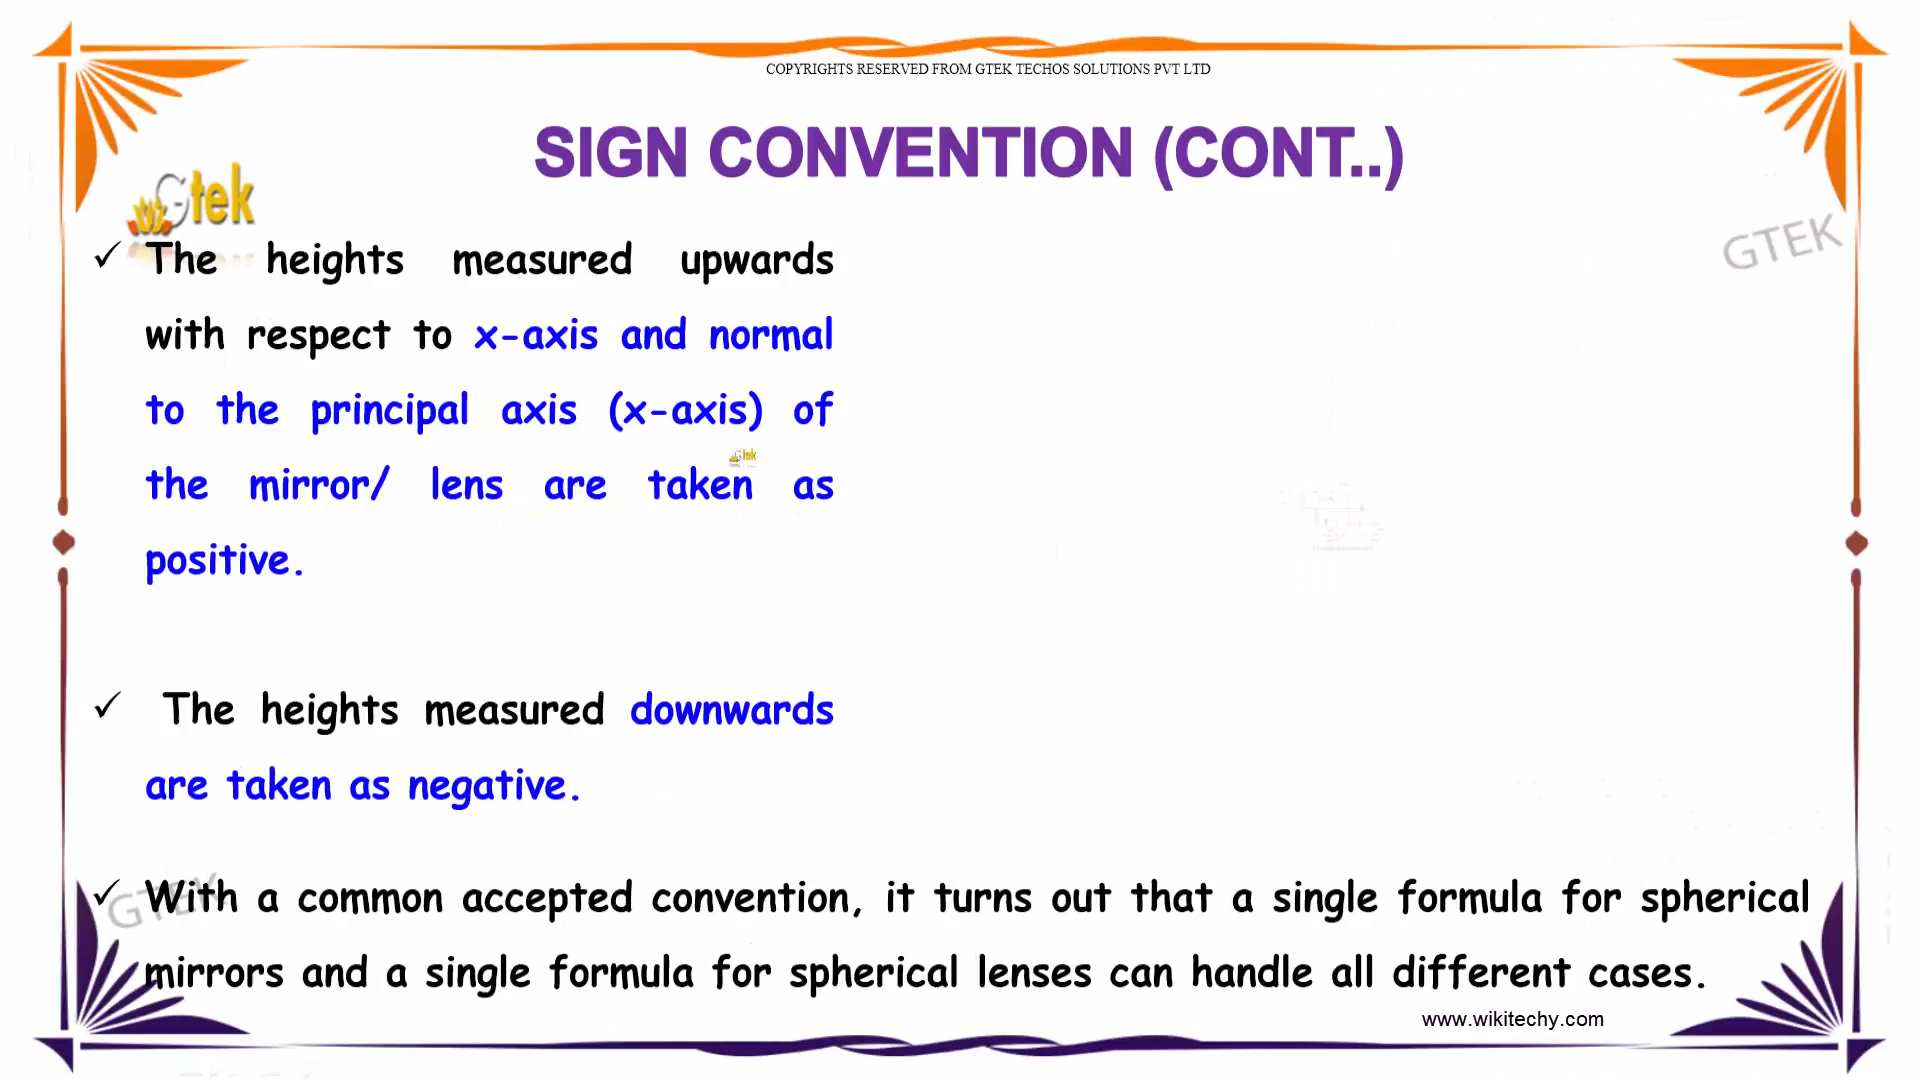 COPYRIGHTS RESERVED FROM GTEK TECHOS SOLUTIONS PVT LTD
SIGN CONVENTION (CONT..)
Gtek
GTEK
✓ The heights measured upwards
with respect to x-axis and normal
to the principal axis (x-axis) of
Gtek
the mirror/ lens are taken as
positive.
✓ The heights measured downwards
are taken as negative.
GTEK
✓ With a common accepted convention, it turns out that a single formula for spherical
mirrors and a single formula for spherical lenses can handle all different cases.
www.wikitechy.com